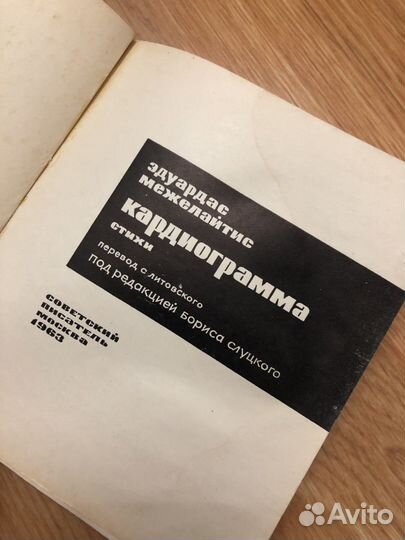 эдуардас
межелайтис
кардиограмма
стихи
перевод с литовского
под редакцией бориса слуцкого
советский
писатель
москва
1963
Avito